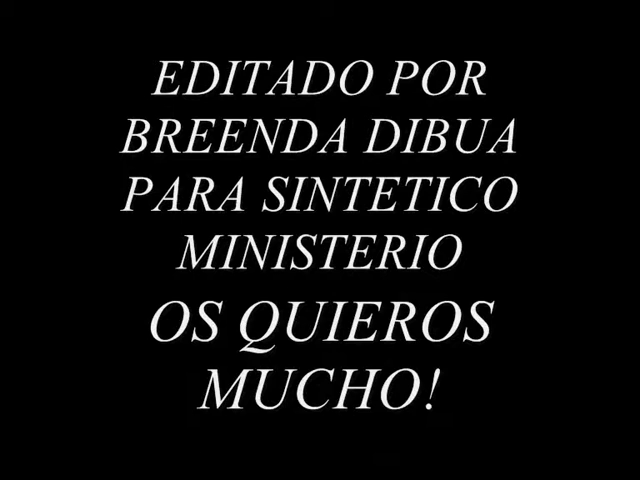 EDITADO POR
BREENDA DIBUA
PARA SINTETICO
MINISTERIO
OS QUIEROS
MUCHO!